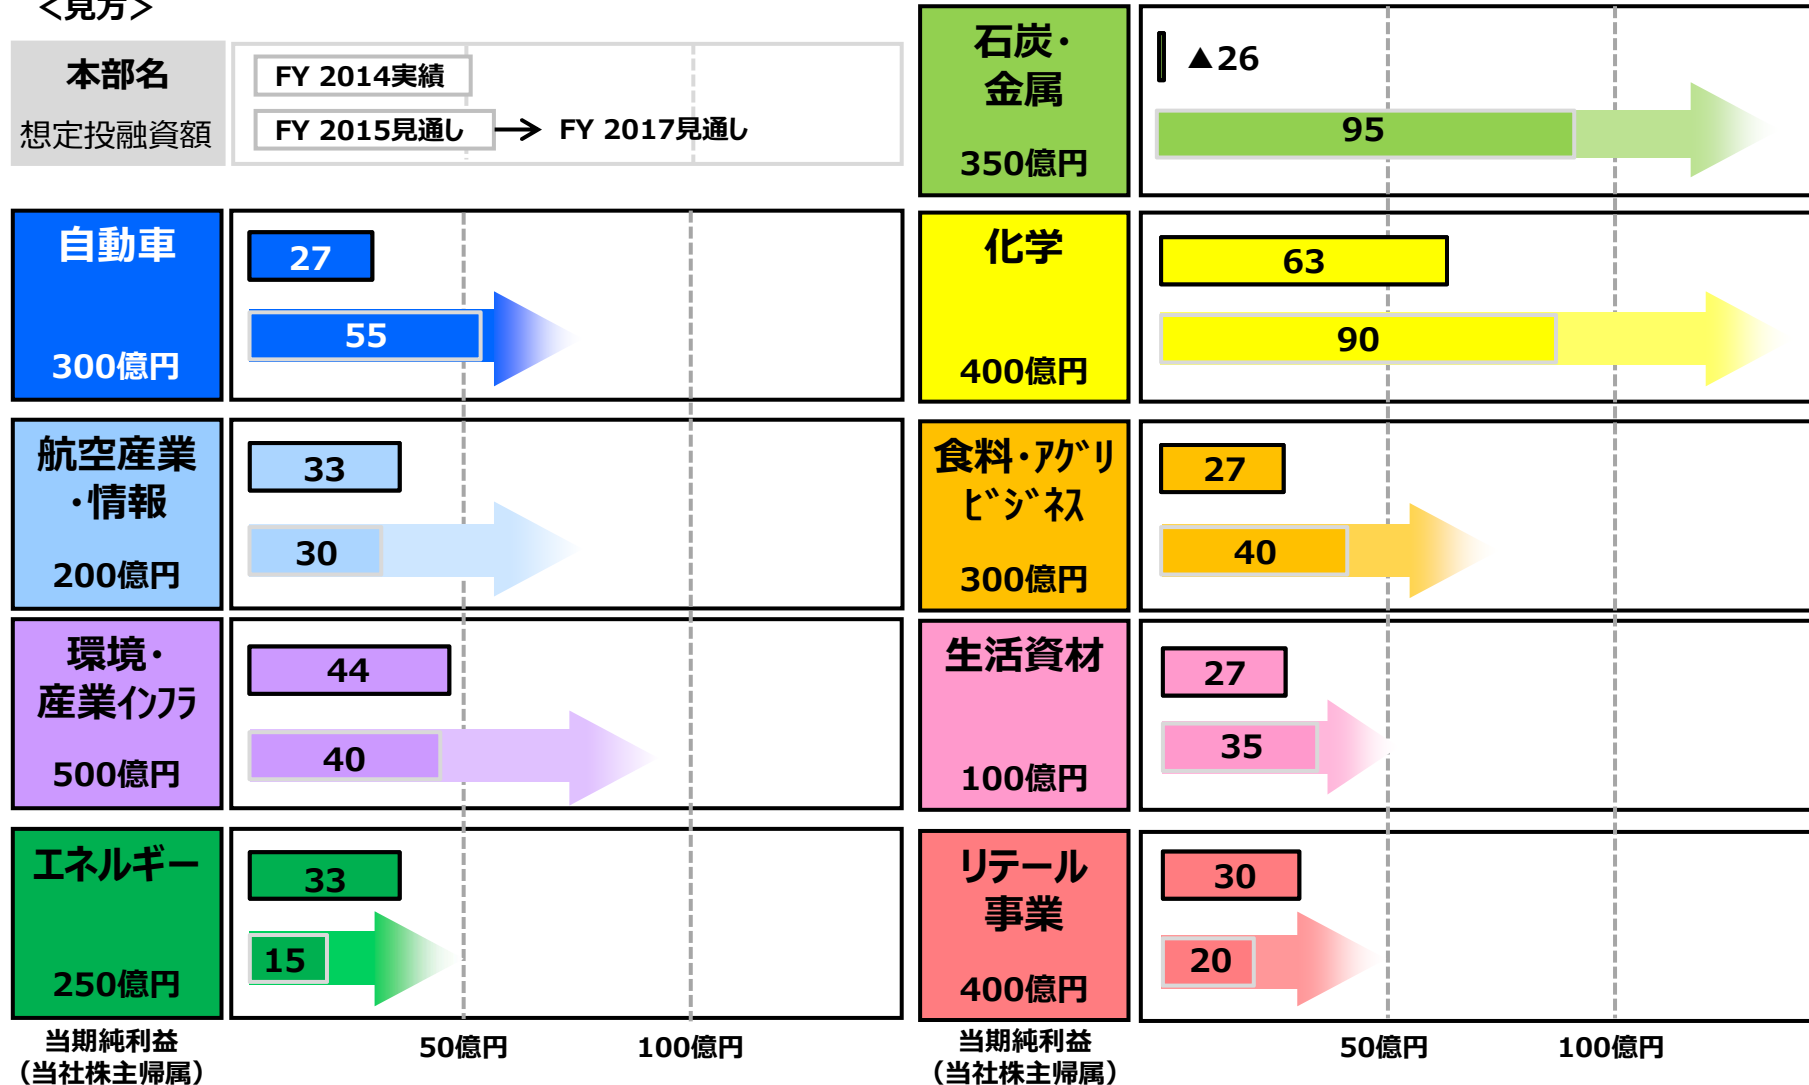 ＜見方＞
本部名
想定投融資額
FY 2014実績
FY 2015見通し
FY 2017見通し
自動車
300億円
27
55
航空産業
・情報
200億円
33
30
環境・
産業ｲﾝﾌﾗ
500億円
44
40
エネルギー
250億円
33
15
当期純利益
（当社株主帰属）
50億円
100億円
石炭・
金属
350億円
▲26
95
化学
400億円
63
90
食料・ｱｸﾞﾘ
ﾋﾞｼﾞﾈｽ
300億円
27
40
生活資材
100億円
27
35
リテール
事業
400億円
30
20
当期純利益
（当社株主帰属）
50億円
100億円